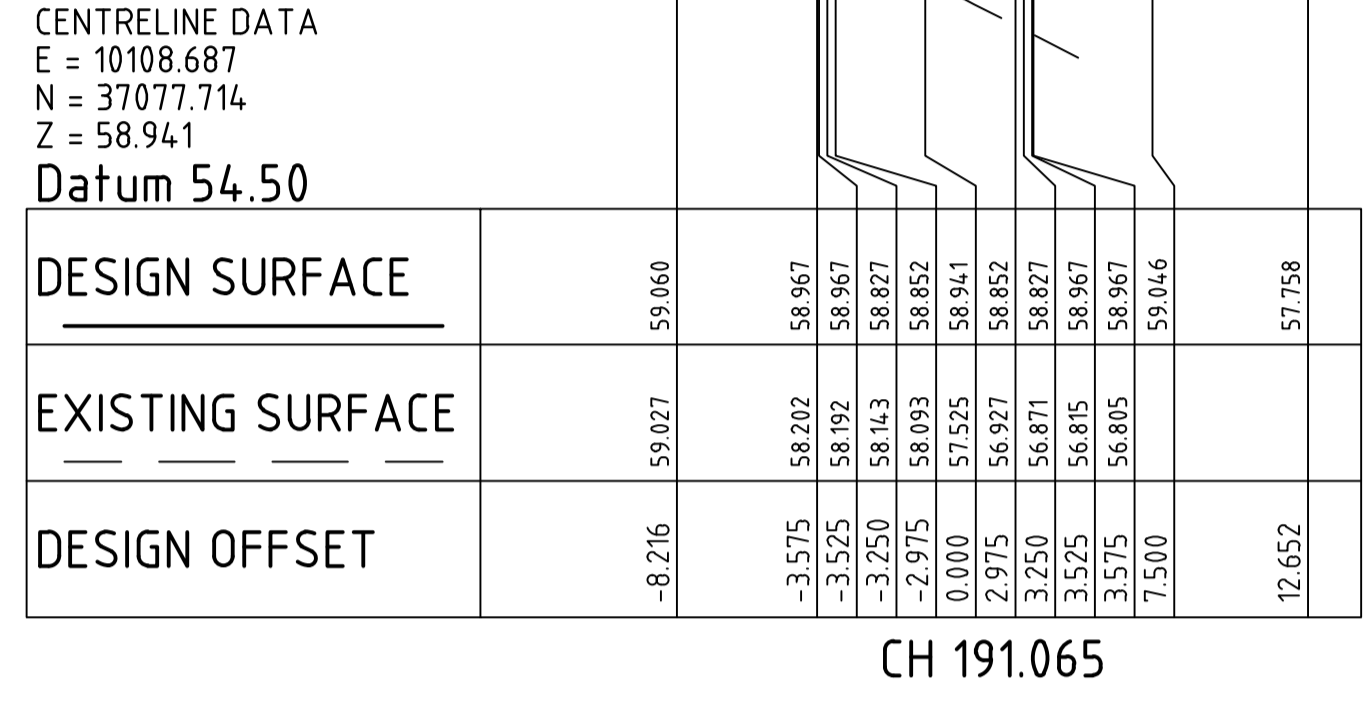 CENTRELINE DATA
E = 10108.687
N = 37077.714
Z = 58.941
Datum 54.50
DESIGN SURFACE 59.060 58.967 58.967 58.827 58.852 58.941 58.852 58.827 58.967 58.967 59.046 57.758
EXISTING SURFACE 59.027 58.202 58.192 58.143 58.093 57.525 56.927 56.871 56.815 56.805
DESIGN OFFSET -8.216 -3.575 -3.525 -3.250 -2.975 0.000 2.975 3.250 3.525 3.575 7.500 12.652
CH 191.065